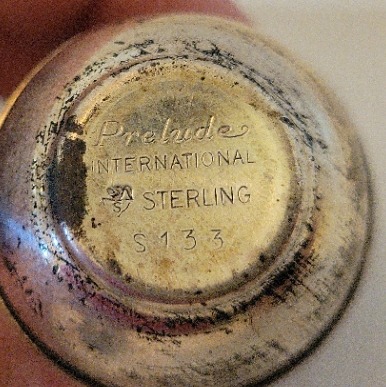 Prelude
INTERNATIONAL
STERLING
S133